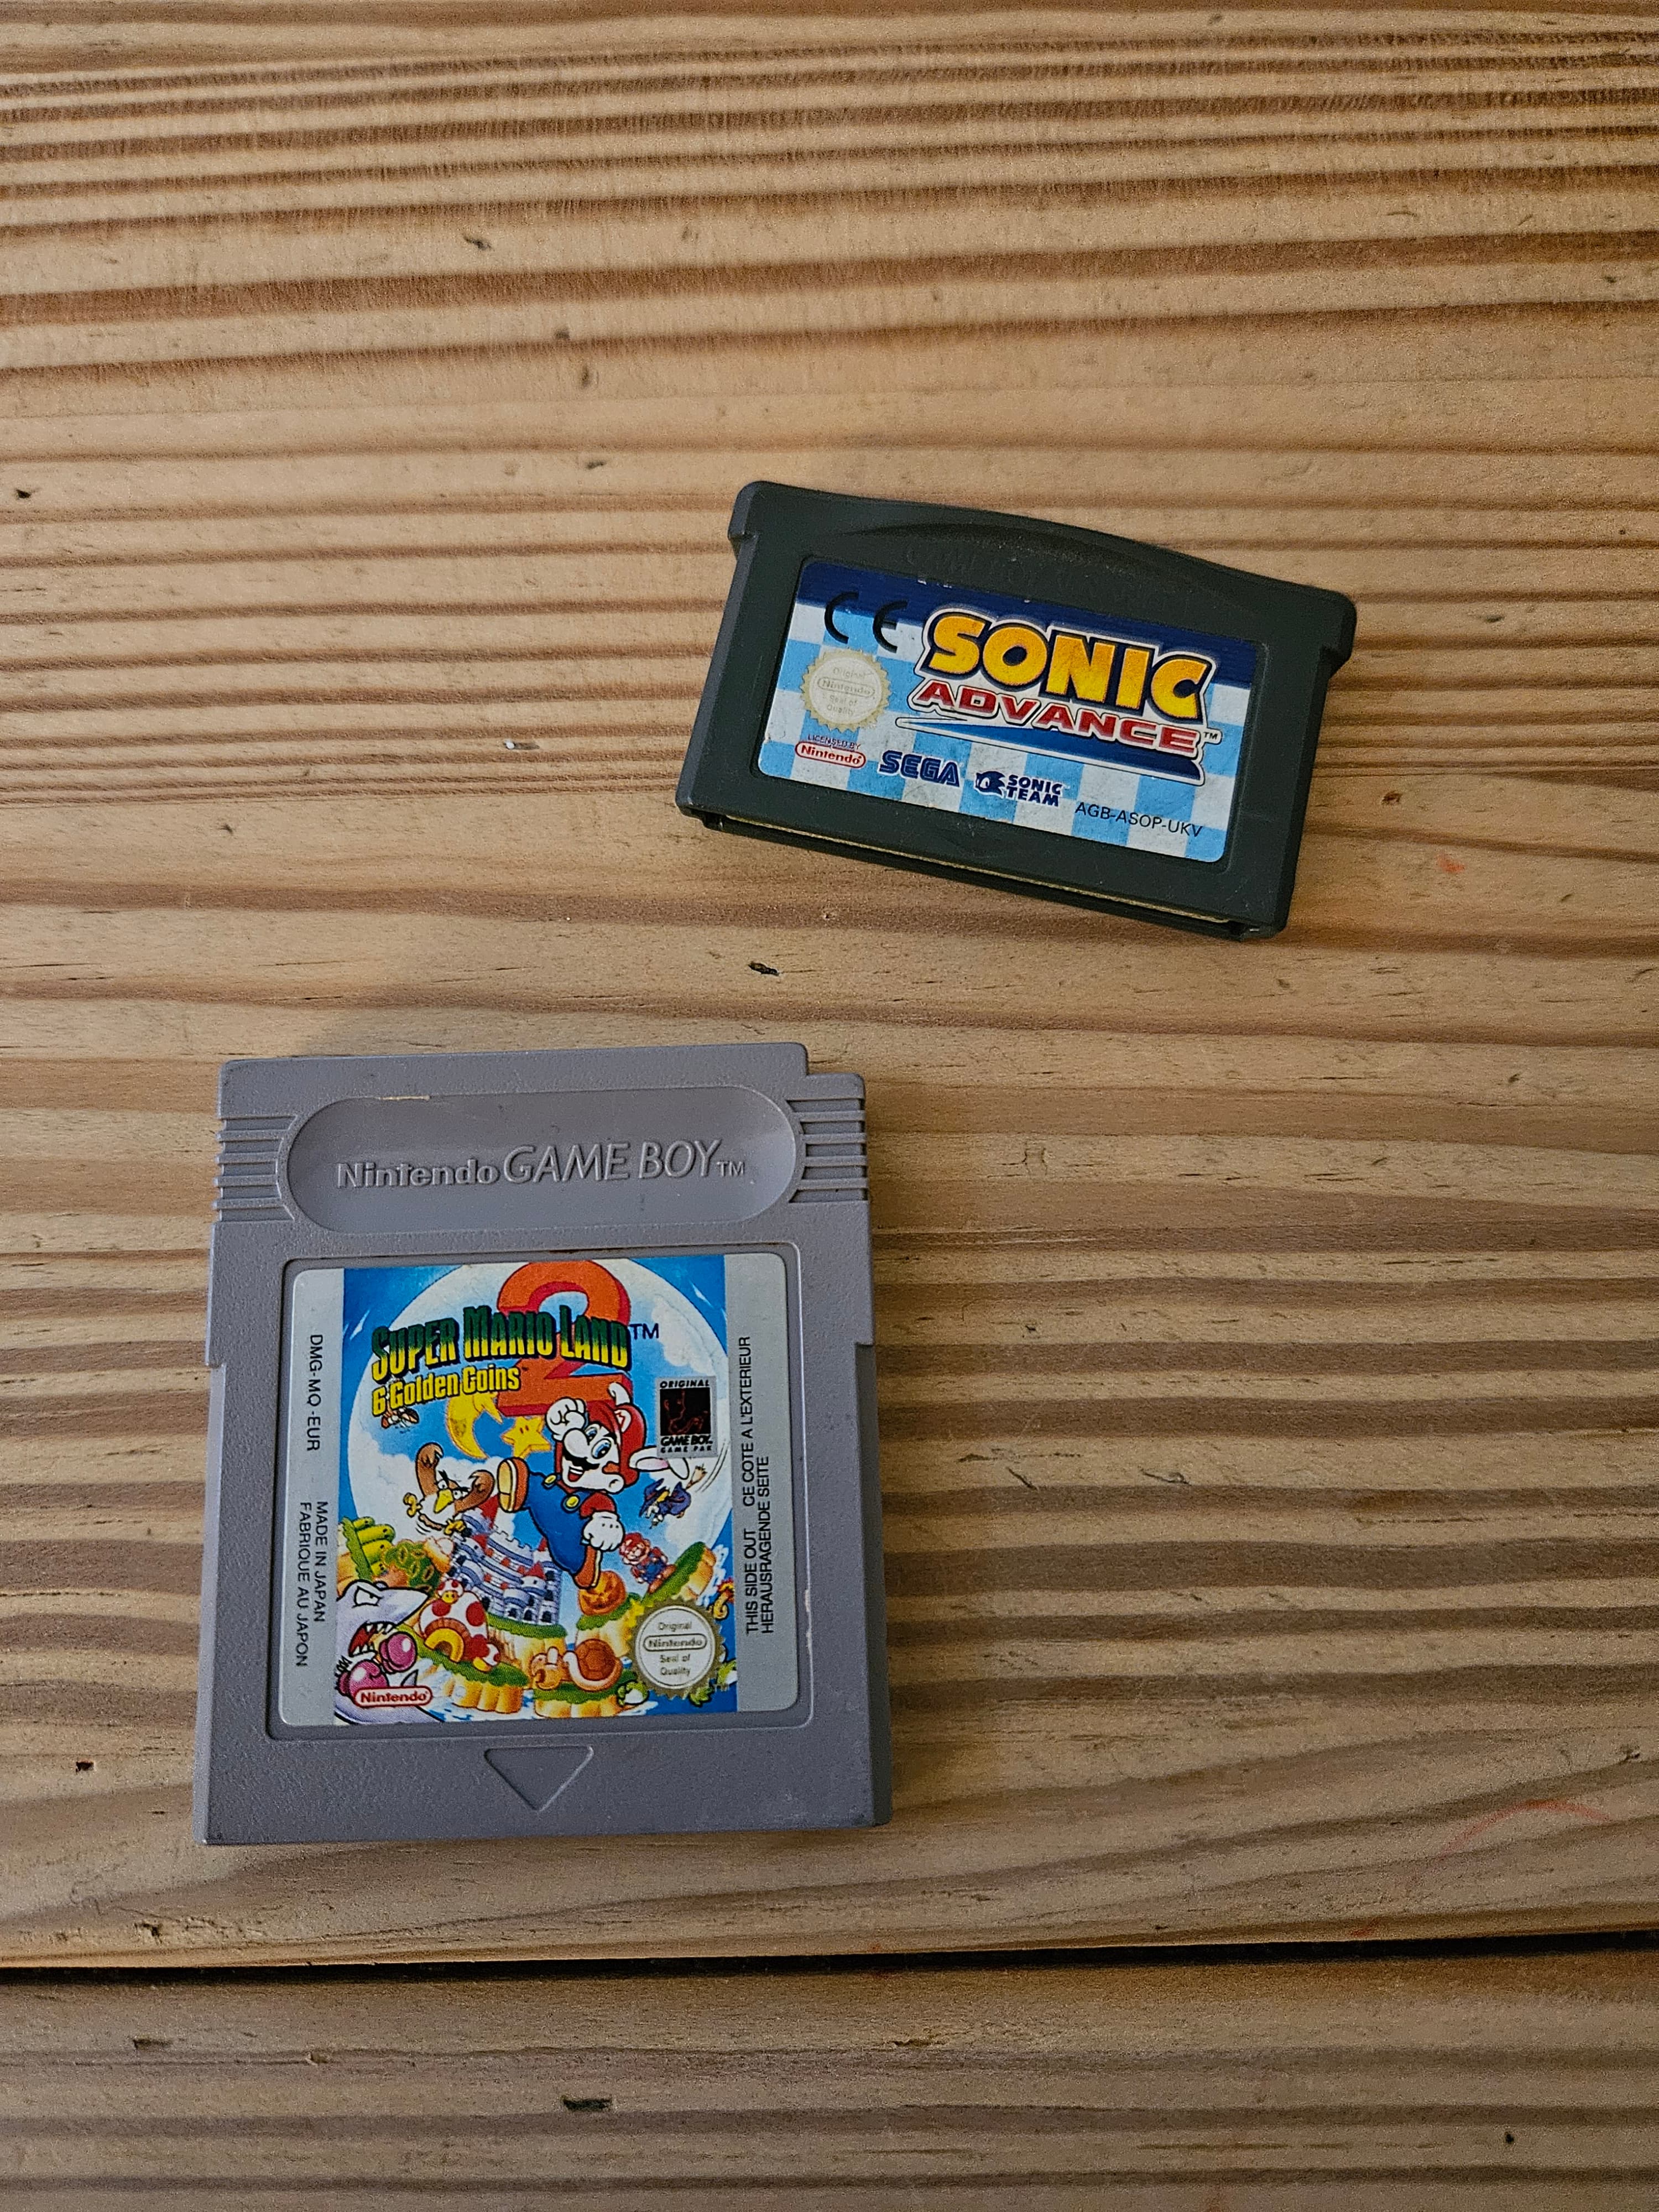 SONIC
ADVANCE™
Original
Nintendo
Seal of
Quality
LICENSED BY
Nintendo
SEGA
SONIC
TEAM
AGB-ASOP-UKV
Nintendo GAME BOY™
2
SUPER MARIO LAND™
6 Golden Coins™
ORIGINAL
GAME BOY
GAME PAK
DMG-MQ-EUR
MADE IN JAPAN
FABRIQUE AU JAPON
THIS SIDE OUT CE COTE A L'EXTERIEUR
HERAUSRAGENDE SEITE
Original
Nintendo
Seal of
Quality
Nintendo